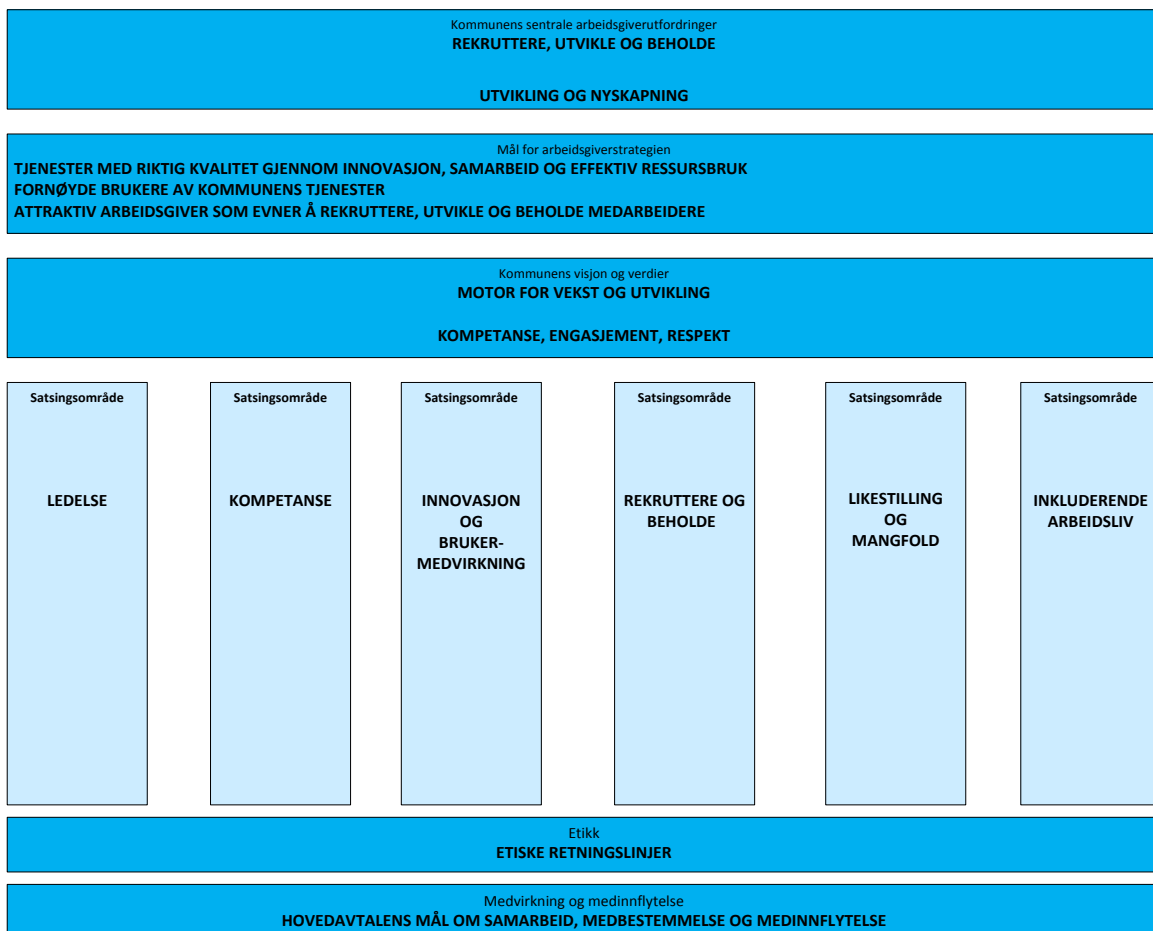 Kommunens sentrale arbeidsgiverutfordringer
REKRUTTERE, UTVIKLE OG BEHOLDE
UTVIKLING OG NYSKAPNING
Mål for arbeidsgiverstrategien
TJENESTER MED RIKTIG KVALITET GJENNOM INNOVASJON, SAMARBEID OG EFFEKTIV RESSURSBRUK
FORNØYDE BRUKERE AV KOMMUNENS TJENESTER
ATTRAKTIV ARBEIDSGIVER SOM EVNER Å REKRUTTERE, UTVIKLE OG BEHOLDE MEDARBEIDERE
Kommunens visjon og verdier
MOTOR FOR VEKST OG UTVIKLING
KOMPETANSE, ENGASJEMENT, RESPEKT
Satsingsområde
LEDELSE
Satsingsområde
KOMPETANSE
Satsingsområde
INNOVASJON
OG
BRUKER-
MEDVIRKNING
Satsingsområde
REKRUTTERE OG
BEHOLDE
Satsingsområde
LIKESTILLING
OG
MANGFOLD
Satsingsområde
INKLUDERENDE
ARBEIDSLIV
Etikk
ETISKE RETNINGSLINJER
Medvirkning og medinnflytelse
HOVEDAVTALENS MÅL OM SAMARBEID, MEDBESTEMMELSE OG MEDINNFLYTELSE